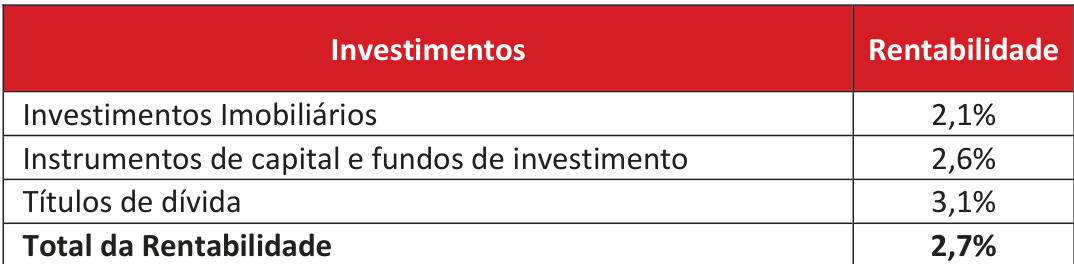 Investimentos Rentabilidade
Investimentos Imobiliários 2,1%
Instrumentos de capital e fundos de investimento 2,6%
Títulos de dívida 3,1%
Total da Rentabilidade 2,7%